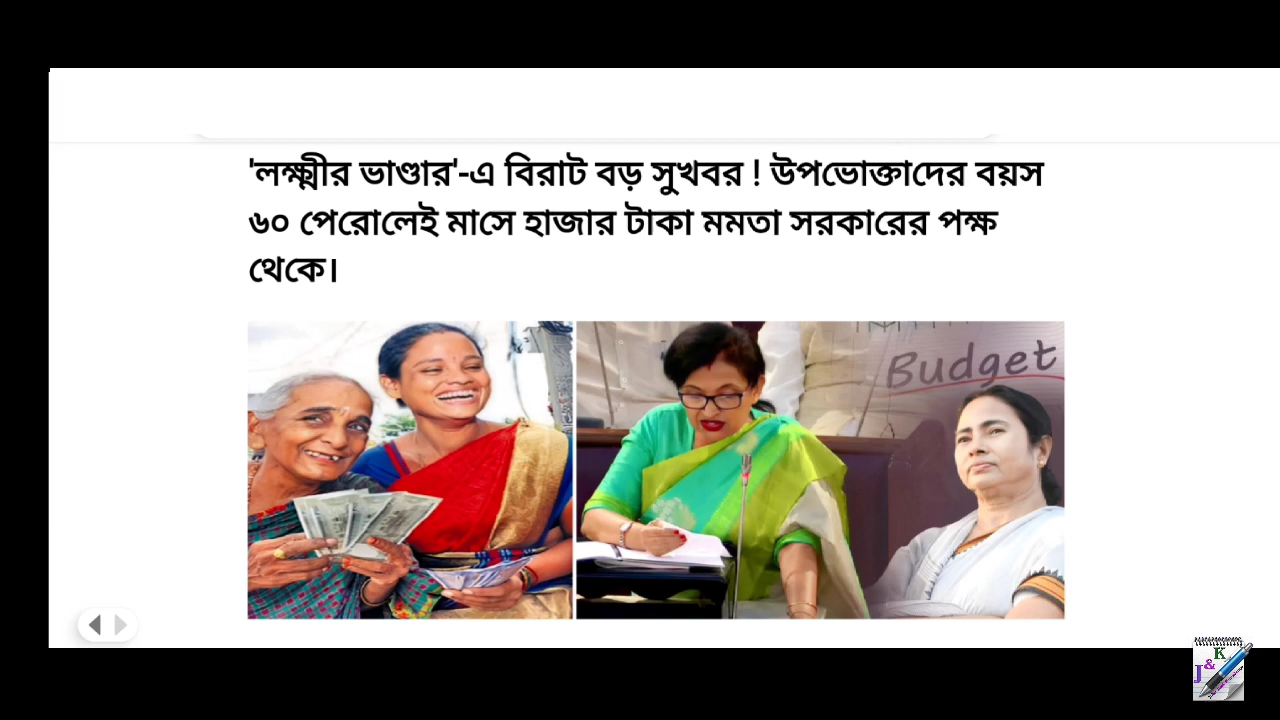 'লক্ষ্মীর ভাণ্ডার'-এ বিরাট বড় সুখবর ! উপভোক্তাদের বয়স
৬০ পেরোলেই মাসে হাজার টাকা মমতা সরকারের পক্ষ
থেকে।
Budget
J&K